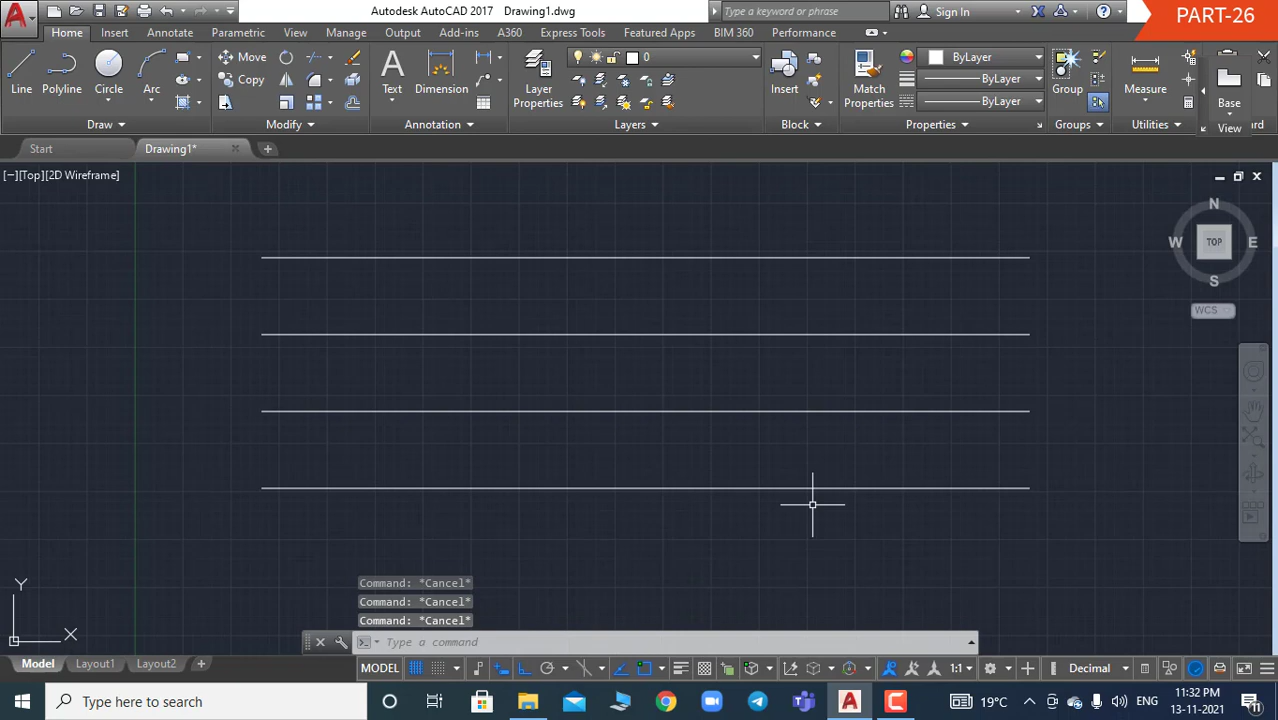 Autodesk AutoCAD 2017 Drawing1.dwg
Type a keyword or phrase
Sign In
PART-26
Home Insert Annotate Parametric View Manage Output Add-ins A360 Express Tools Featured Apps BIM 360 Performance
Line Polyline Circle Arc
Move
Copy
Text Dimension
Layer
Properties
0
Insert
Match
Properties
ByLayer
ByLayer
ByLayer
Group
Measure
Base
Draw Modify Annotation Layers Block Properties Groups Utilities View
Start Drawing1*
[−][Top][2D Wireframe]
N
W TOP E
S
WCS
Y
X
Command: *Cancel*
Command: *Cancel*
Command: *Cancel*
Type a command
Model Layout1 Layout2
MODEL 1:1 Decimal
Type here to search
19°C ENG
11:32 PM
13-11-2021
11